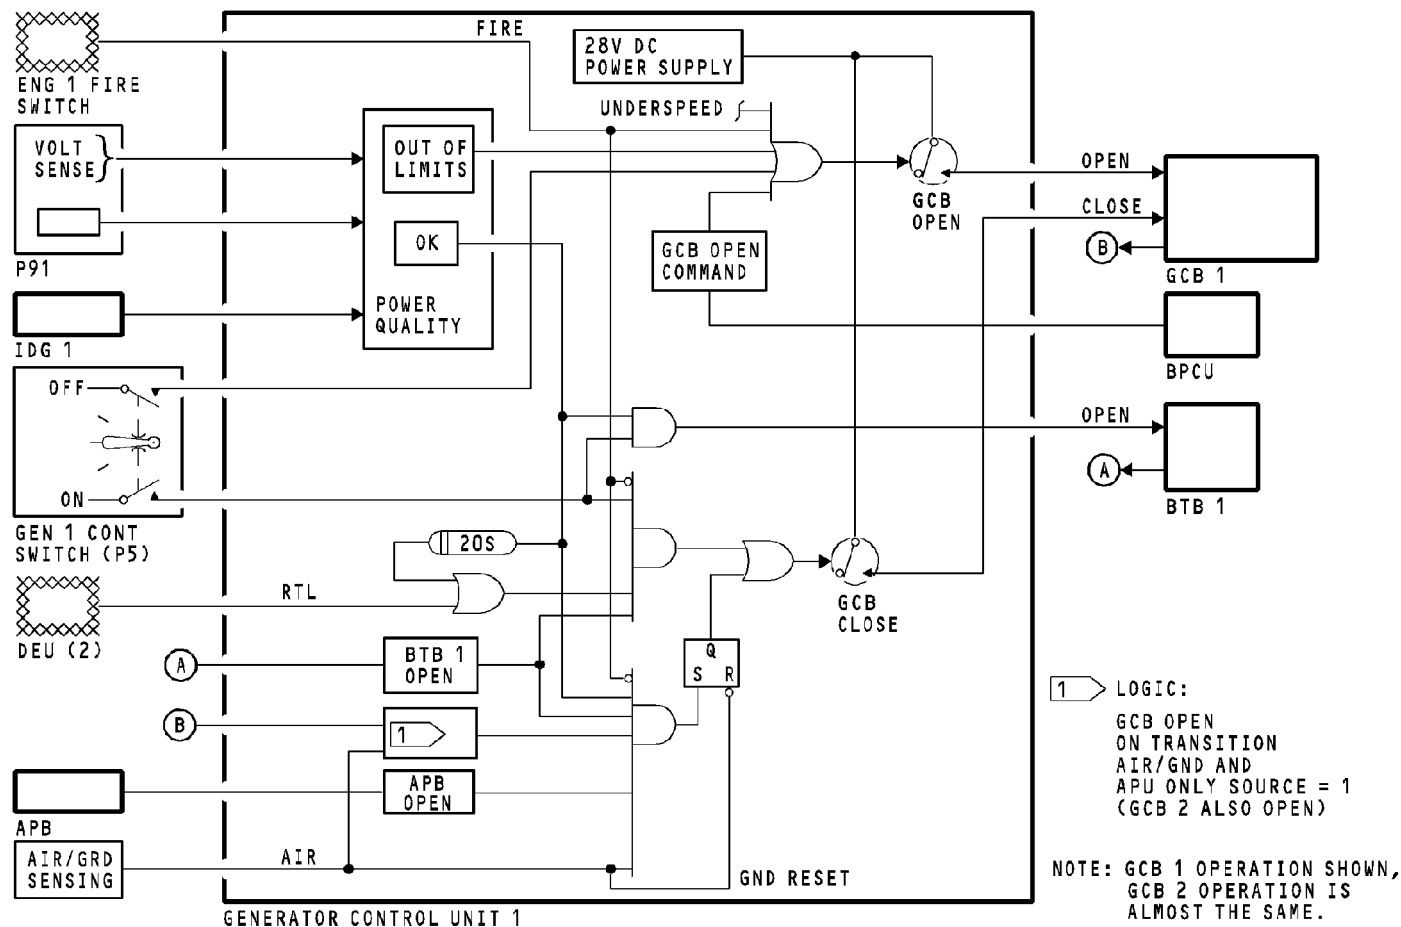 FIRE
ENG 1 FIRE
SWITCH
28V DC
POWER SUPPLY
UNDERSPEED
VOLT
SENSE
P91
OUT OF
LIMITS
OK
POWER
QUALITY
IDG 1
GCB
OPEN
GCB OPEN
COMMAND
OPEN
CLOSE
B
GCB 1
BPCU
OFF
ON
GEN 1 CONT
SWITCH (P5)
OPEN
A
BTB 1
20S
RTL
DEU (2)
GCB
CLOSE
A
BTB 1
OPEN
Q
S R
B
1
APB
OPEN
APB
AIR/GRD
SENSING
AIR
GND RESET
GENERATOR CONTROL UNIT 1
1 LOGIC:
GCB OPEN
ON TRANSITION
AIR/GND AND
APU ONLY SOURCE = 1
(GCB 2 ALSO OPEN)
NOTE: GCB 1 OPERATION SHOWN,
GCB 2 OPERATION IS
ALMOST THE SAME.